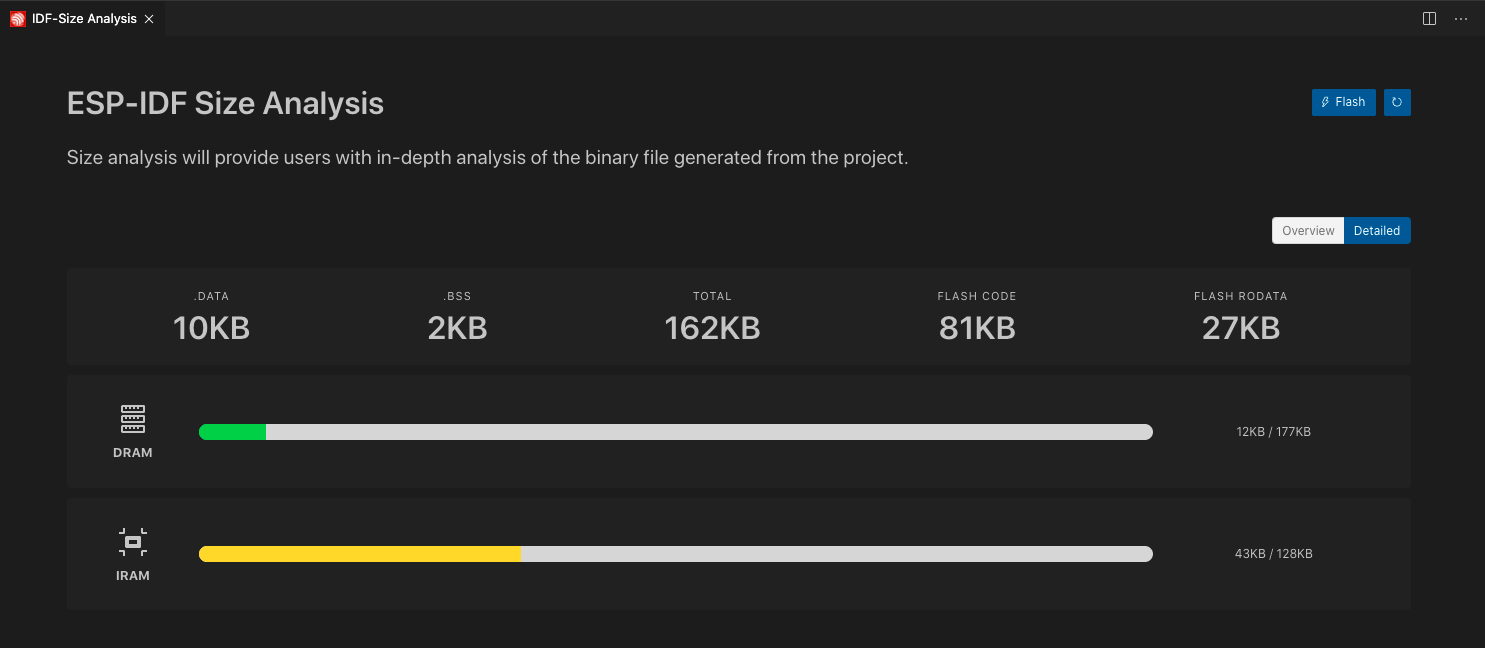 IDF-Size Analysis
ESP-IDF Size Analysis
Flash
Size analysis will provide users with in-depth analysis of the binary file generated from the project.
Overview Detailed
.DATA .BSS TOTAL FLASH CODE FLASH RODATA
10KB 2KB 162KB 81KB 27KB
DRAM
12KB / 177KB
IRAM
43KB / 128KB